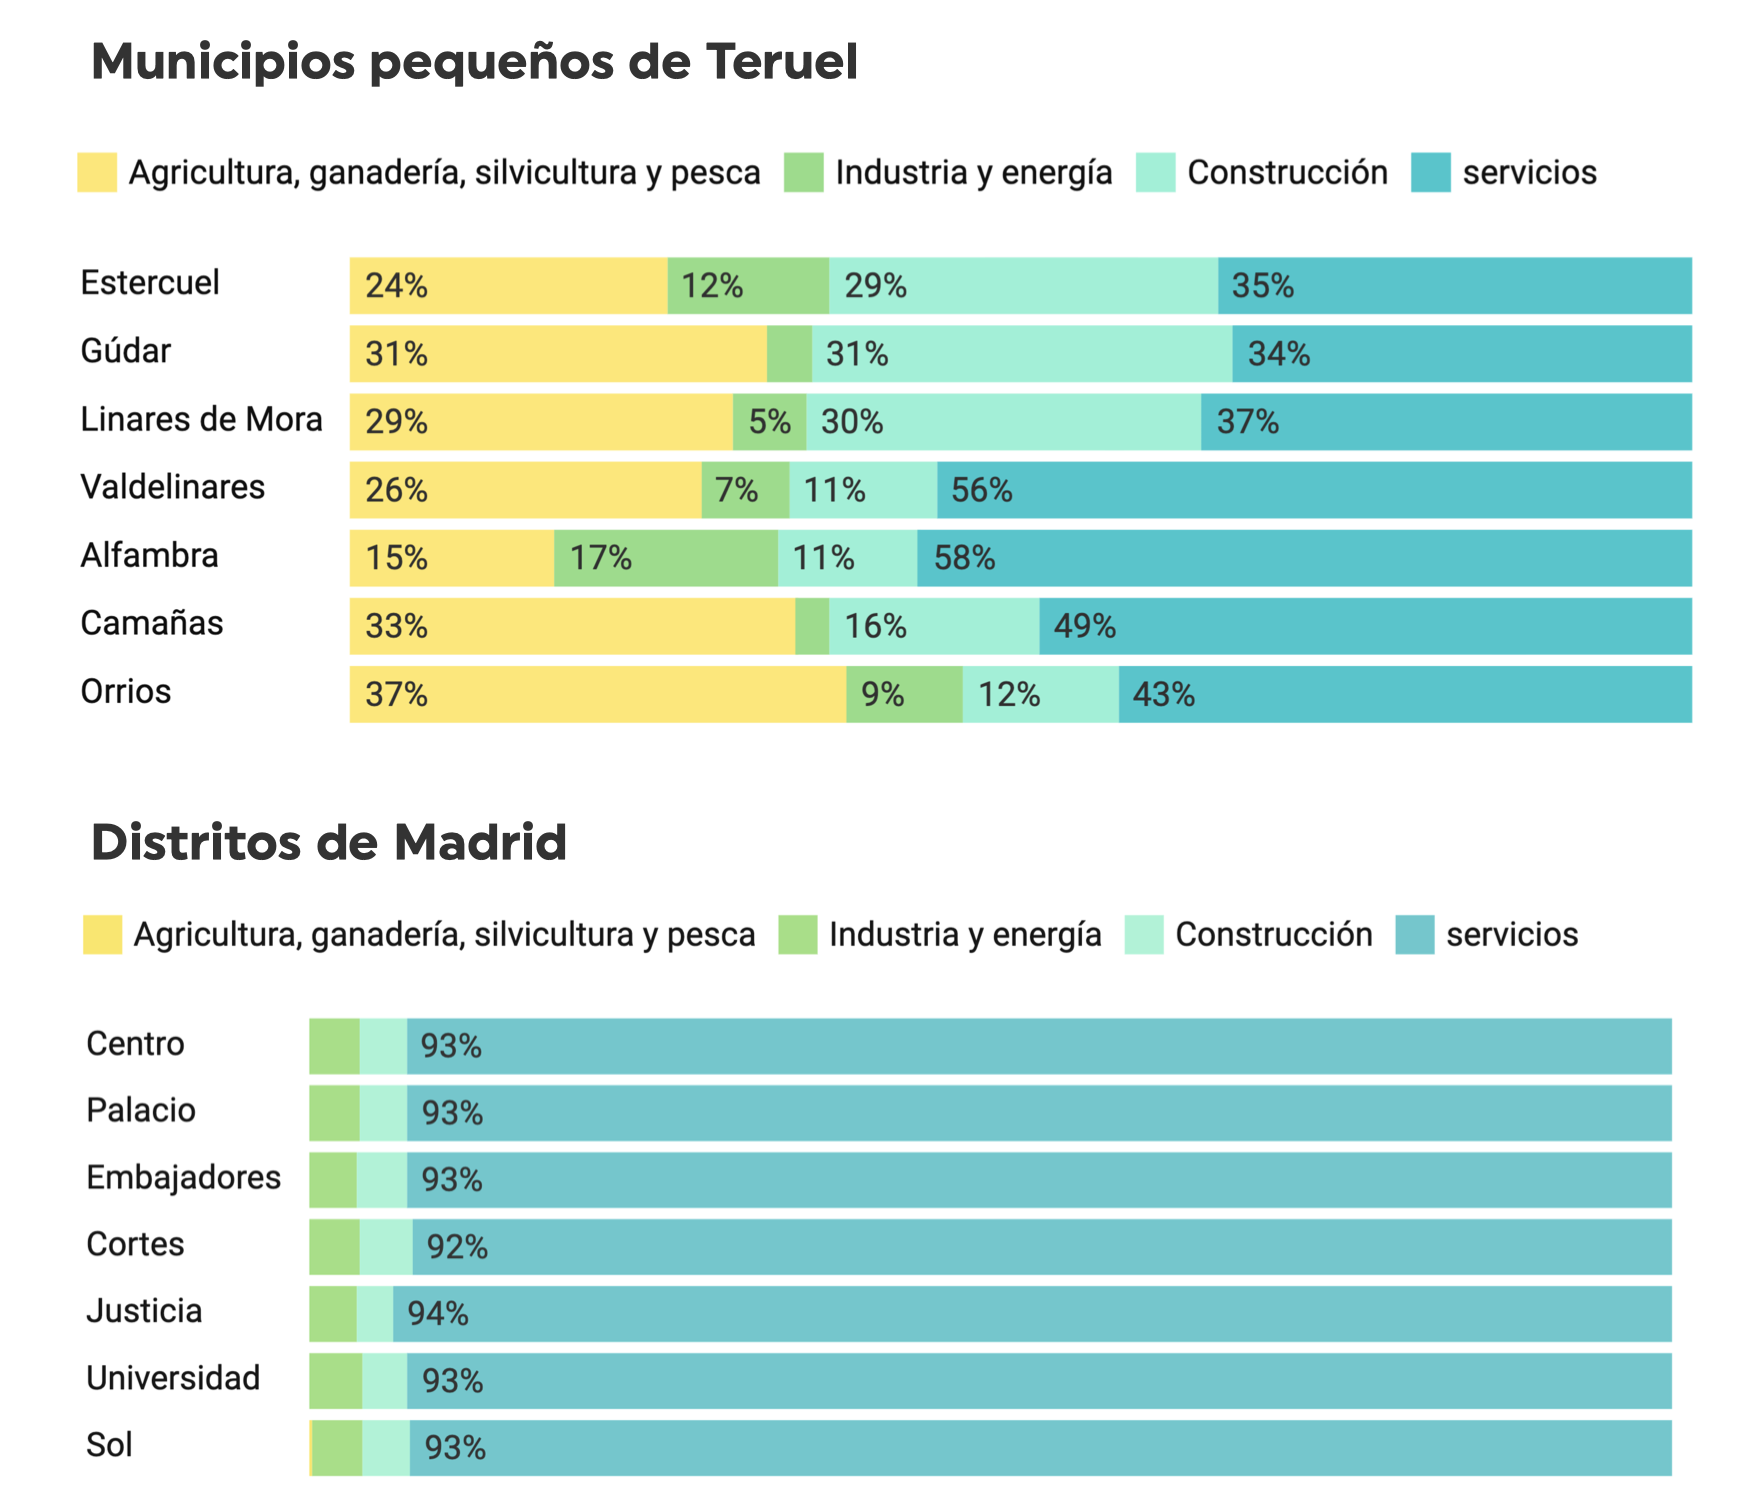 Municipios pequeños de Teruel
Agricultura, ganadería, silvicultura y pesca Industria y energía Construcción servicios
Estercuel 24% 12% 29% 35%
Gúdar 31% 31% 34%
Linares de Mora 29% 5% 30% 37%
Valdelinares 26% 7% 11% 56%
Alfambra 15% 17% 11% 58%
Camañas 33% 16% 49%
Orrios 37% 9% 12% 43%
Distritos de Madrid
Agricultura, ganadería, silvicultura y pesca Industria y energía Construcción servicios
Centro 93%
Palacio 93%
Embajadores 93%
Cortes 92%
Justicia 94%
Universidad 93%
Sol 93%